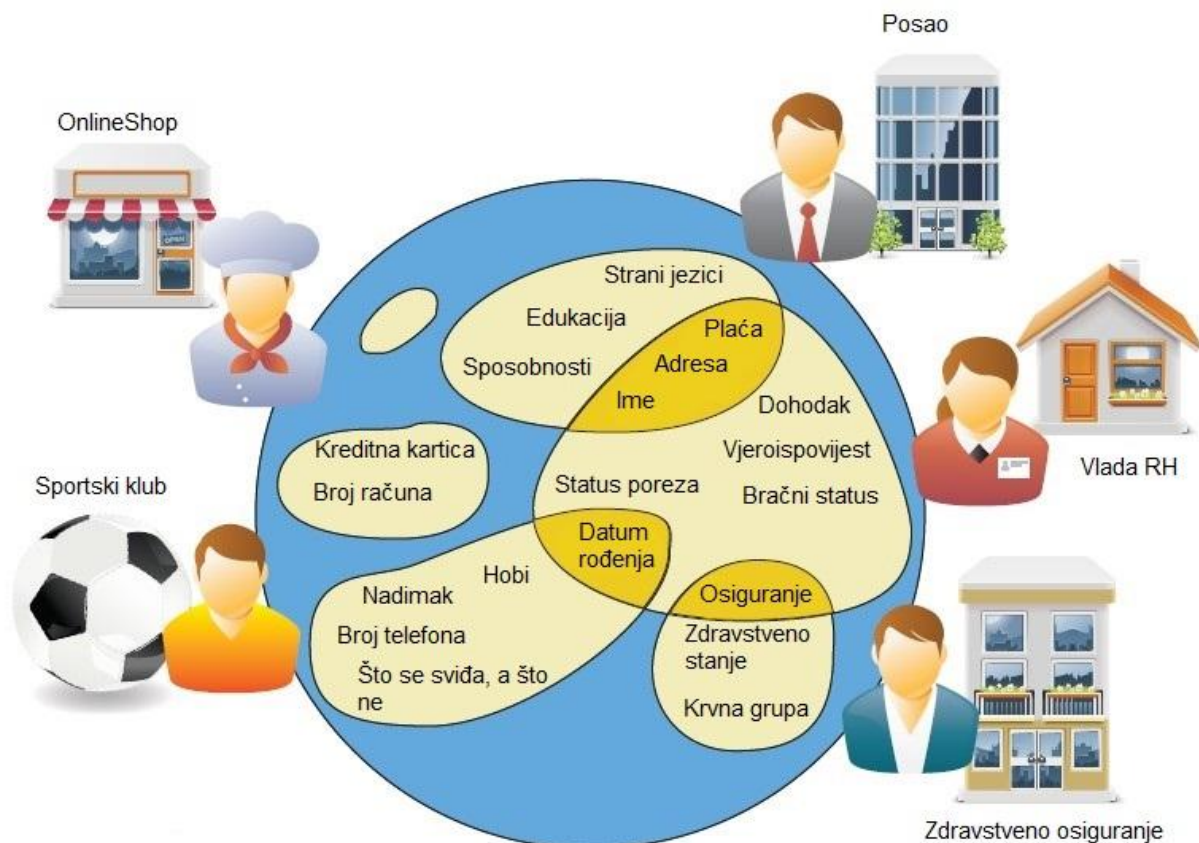 Posao
OnlineShop
Strani jezici
Edukacija
Plaća
Sposobnosti
Adresa
Ime
Dohodak
Vjeroispovijest
Bračni status
Vlada RH
Kreditna kartica
Broj računa
Status poreza
Sportski klub
Datum
rođenja
Hobi
Nadimak
Broj telefona
Što se sviđa, a što
ne
Osiguranje
Zdravstveno
stanje
Krvna grupa
Zdravstveno osiguranje
OPEN